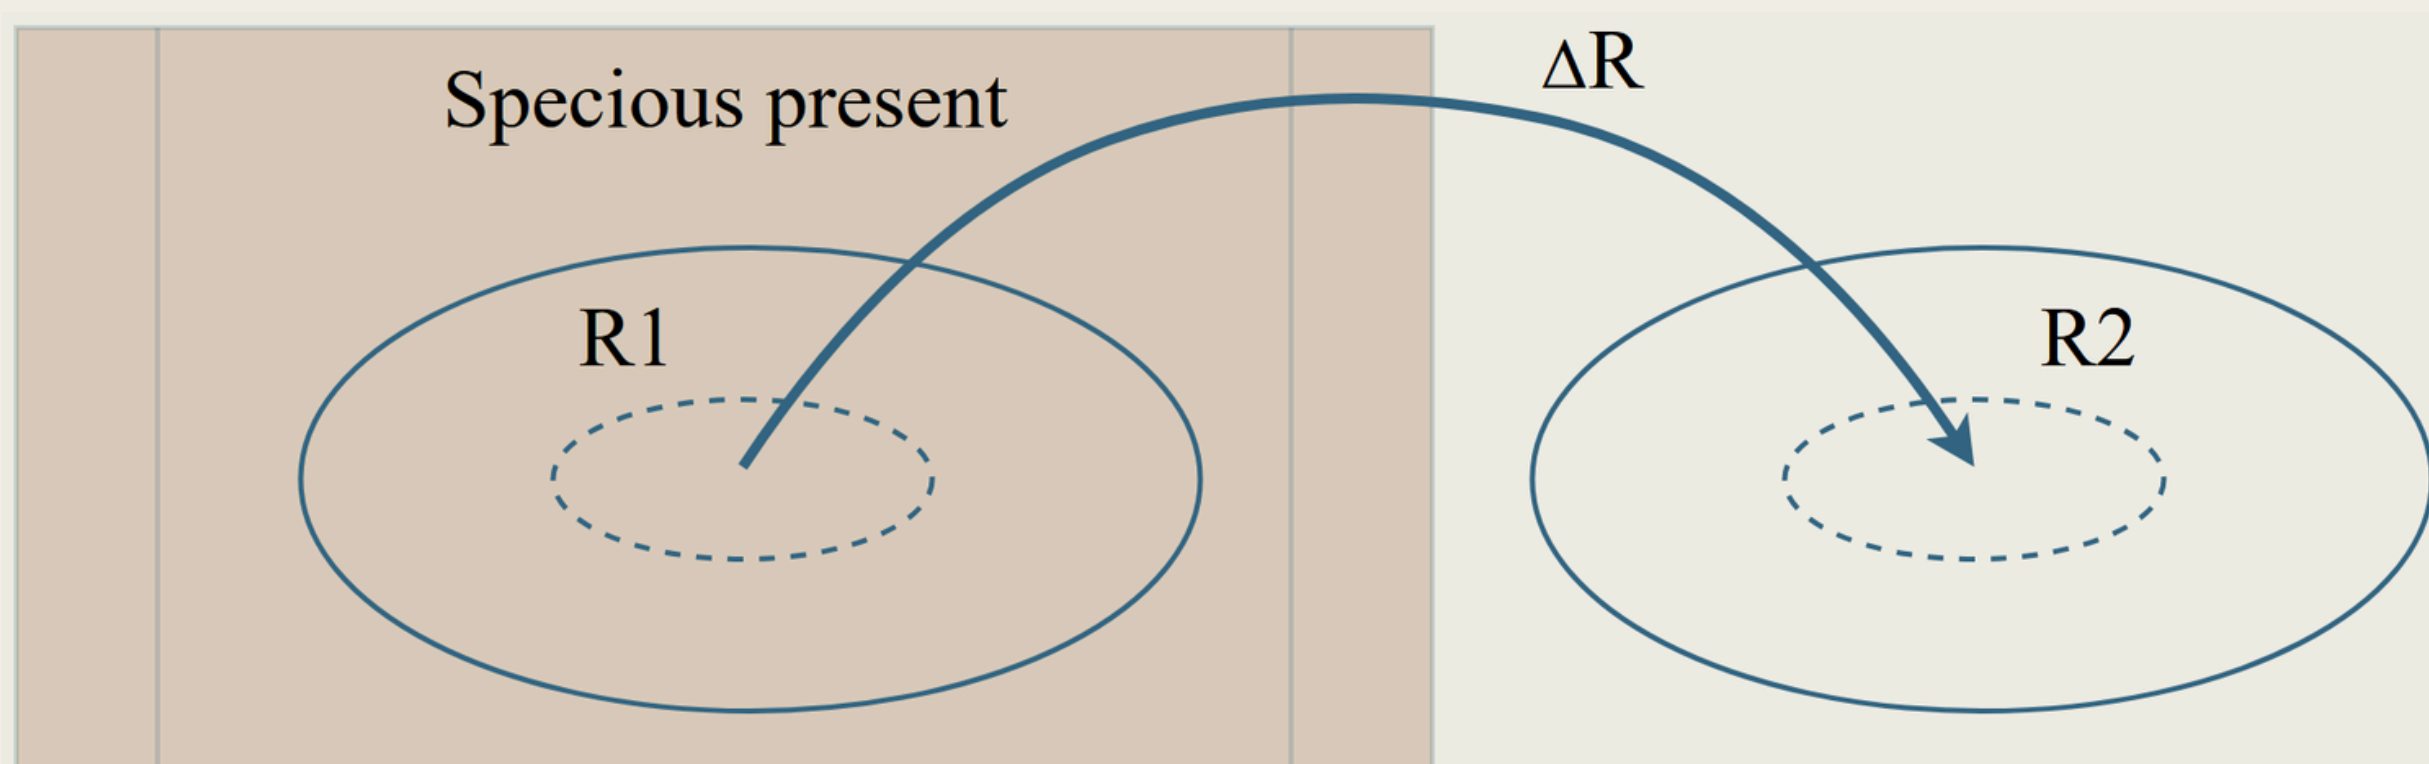 ΔR
Specious present
R1
R2